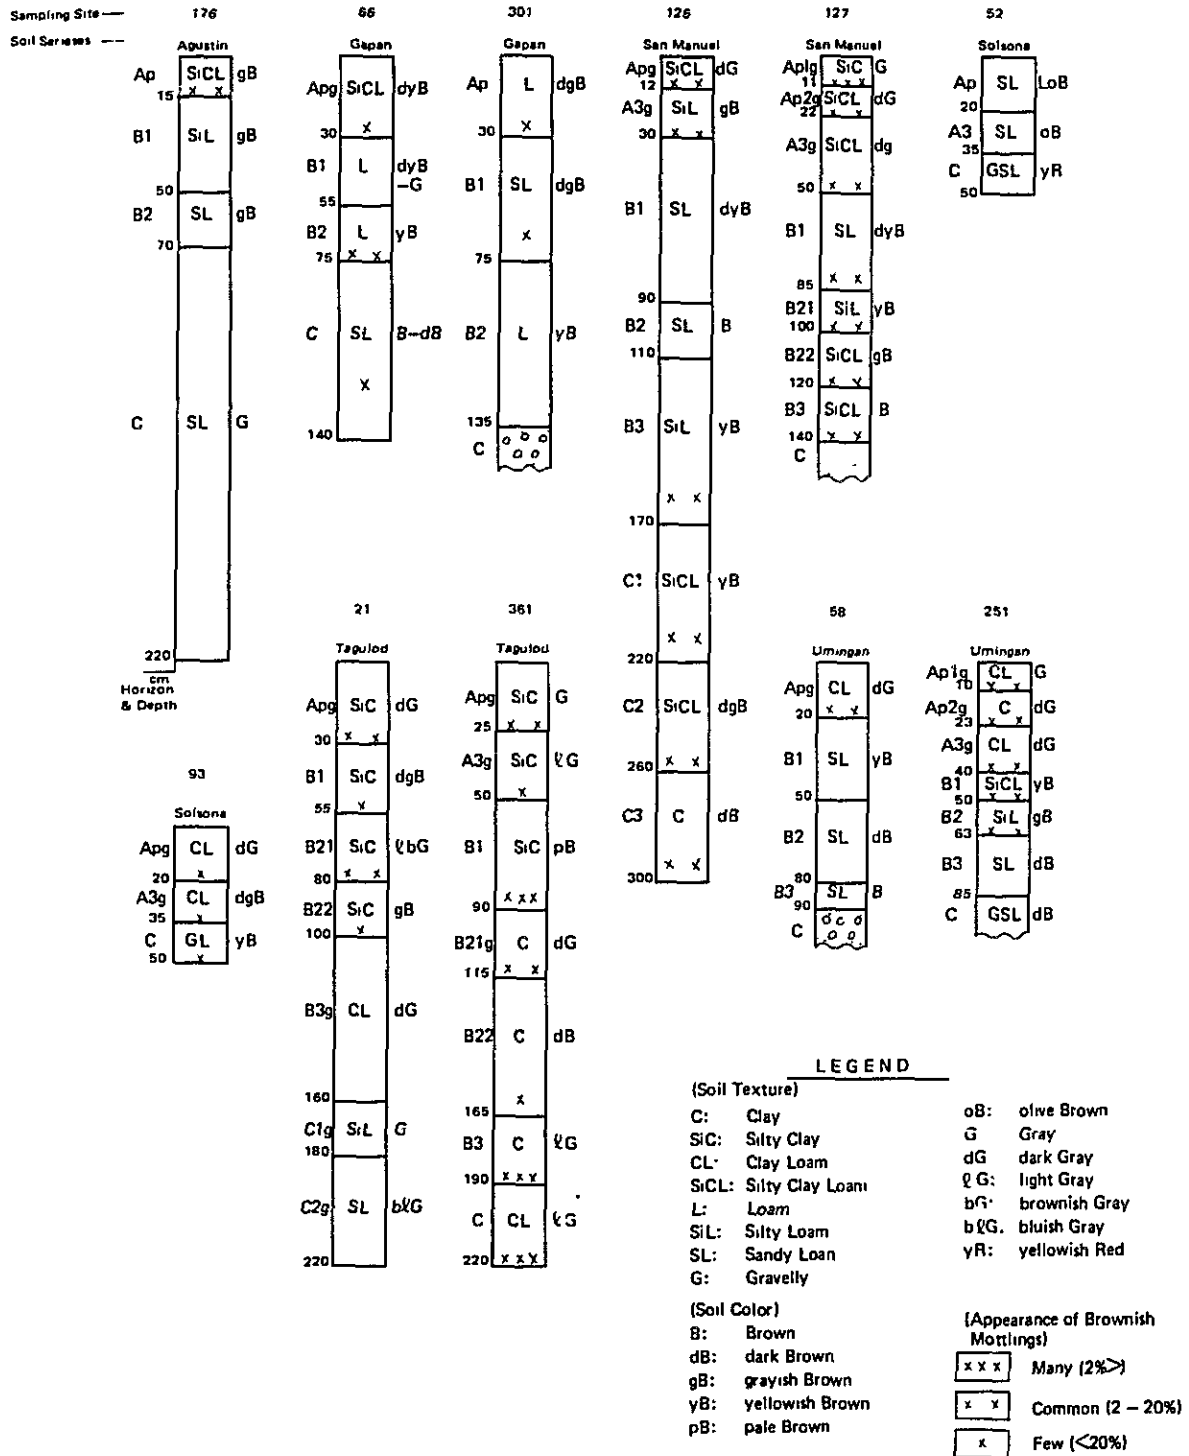 Sampling Site — 176 66 301 126 127 52
Soil Serieses — Agustin Gapan Gapan San Manuel San Manuel Solsona
176
Agustin
Ap SiCL gB
x x
15
B1 SiL gB
50
B2 SL gB
70
C SL G
220
cm
Horizon
& Depth
66
Gapan
Apg SiCL dyB
x
30
B1 L dyB
–G
55
B2 L yB
x x
75
C SL B–dB
x
140
301
Gapan
Ap L dgB
x
30
B1 SL dgB
x
75
B2 L yB
135
C
San Manuel
Apg SiCL dG
x x
12
A3g SiL gB
x x
30
B1 SL dyB
90
B2 SL B
110
B3 SiL yB
x x
170
C1 SiCL yB
x x
220
C2 SiCL dgB
x x
260
C3 C dB
x x
300
127
San Manuel
Ap1g SiC G
x x x
11
Ap2g SiCL dG
x x
22
A3g SiCL dg
x x
50
B1 SL dyB
x x
85
B21 SiL yB
x x
100
B22 SiCL gB
x x
120
B3 SiCL B
x x
140
C
52
Solsona
Ap SL LoB
20
A3 SL oB
35
C GSL yR
50
93
Solsona
Apg CL dG
x
20
A3g CL dgB
x
35
C GL yB
x
50
21
Tagulod
Apg SiC dG
x x
30
B1 SiC dgB
x
55
B21 SiC ℓbG
x x
80
B22 SiC gB
x
100
B3g CL dG
160
C1g SiL G
180
C2g SL bℓG
220
361
Tagulod
Apg SiC G
x x
25
A3g SiC ℓG
x
50
B1 SiC pB
x x x
90
B21g C dG
x x
115
B22 C dB
x
165
B3 C ℓG
x x x
190
C CL ℓG
x x x
220
58
Umingan
Apg CL dG
x x
20
B1 SL yB
50
B2 SL dB
80
B3 SL B
90
C
251
Umingan
Ap1g CL G
x x
10
Ap2g C dG
x x
23
A3g CL dG
x x
40
B1 SiCL yB
x x
50
B2 SiL gB
x x
63
B3 SL dB
85
C GSL dB
LEGEND
(Soil Texture)
C: Clay
SiC: Silty Clay
CL: Clay Loam
SiCL: Silty Clay Loam
L: Loam
SiL: Silty Loam
SL: Sandy Loan
G: Gravelly
(Soil Color)
B: Brown
dB: dark Brown
gB: grayish Brown
yB: yellowish Brown
pB: pale Brown
oB: olive Brown
G Gray
dG dark Gray
ℓG: light Gray
bG: brownish Gray
bℓG. bluish Gray
yR: yellowish Red
(Appearance of Brownish
Mottlings)
x x x Many (2%>)
x x Common (2 – 20%)
x Few (<20%)